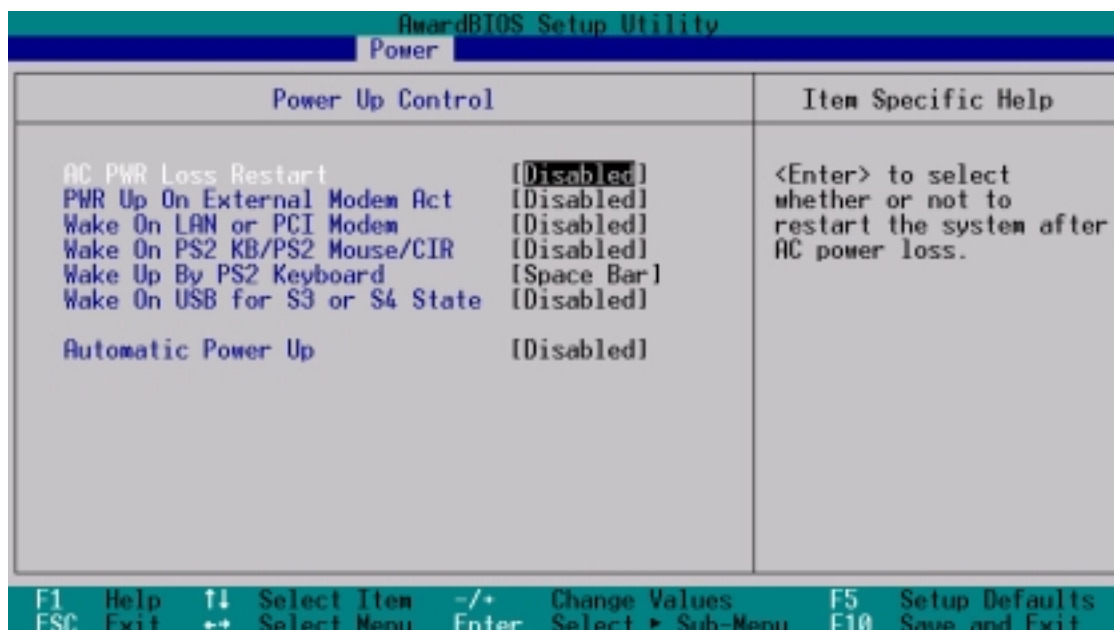 AwardBIOS Setup Utility
Power
Power Up Control
Item Specific Help
AC PWR Loss Restart [Disabled]
PWR Up On External Modem Act [Disabled]
Wake On LAN or PCI Modem [Disabled]
Wake On PS2 KB/PS2 Mouse/CIR [Disabled]
Wake Up By PS2 Keyboard [Space Bar]
Wake On USB for S3 or S4 State [Disabled]
Automatic Power Up [Disabled]
<Enter> to select
whether or not to
restart the system after
AC power loss.
F1 Help ↑↓ Select Item -/+ Change Values F5 Setup Defaults
ESC Exit ←→ Select Menu Enter Select ► Sub-Menu F10 Save and Exit